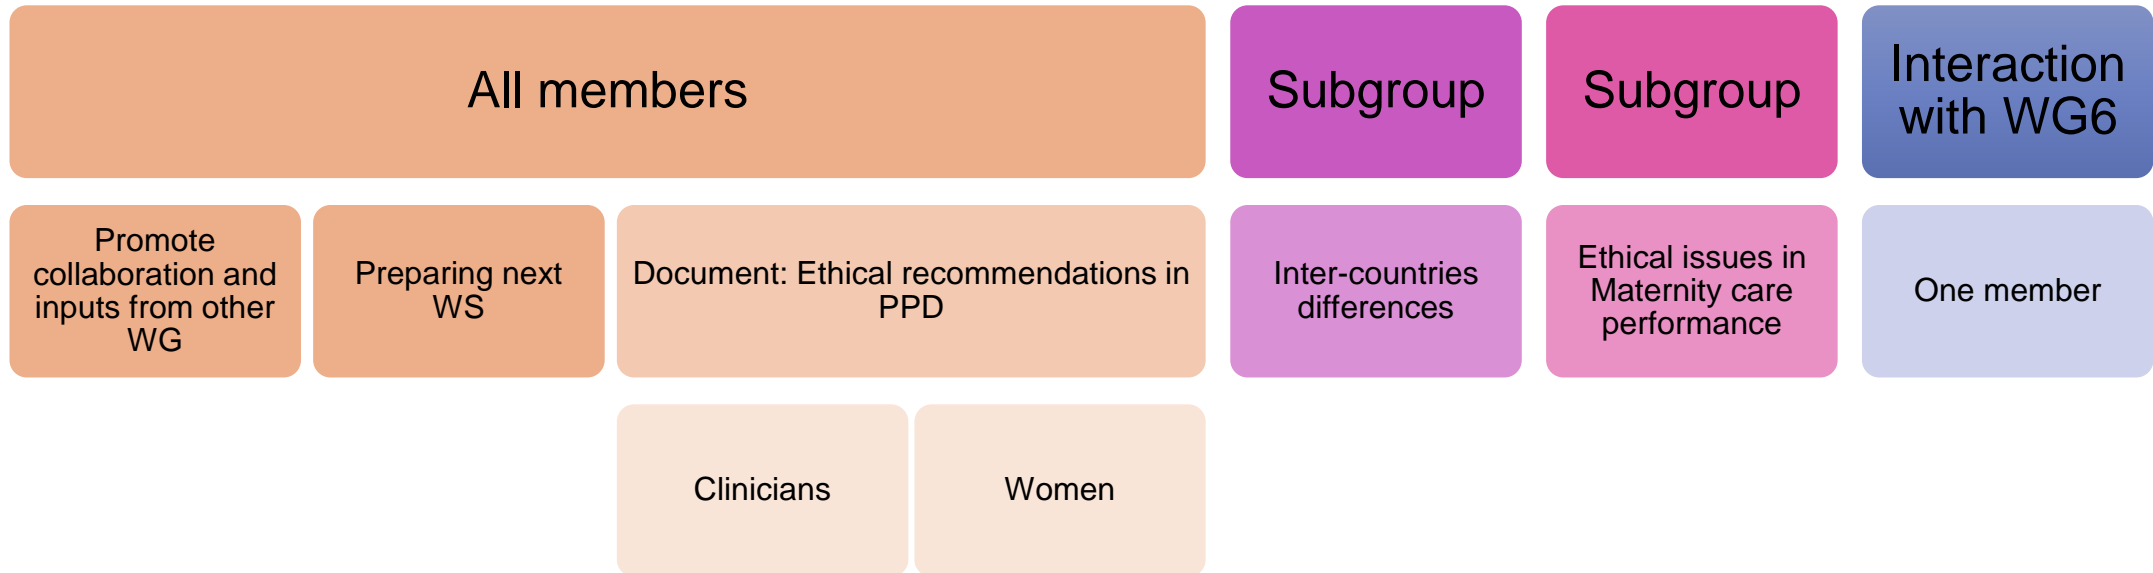 All members
Subgroup
Subgroup
Interaction
with WG6
Promote
collaboration and
inputs from other
WG
Preparing next
WS
Document: Ethical recommendations in
PPD
Inter-countries
differences
Ethical issues in
Maternity care
performance
One member
Clinicians
Women